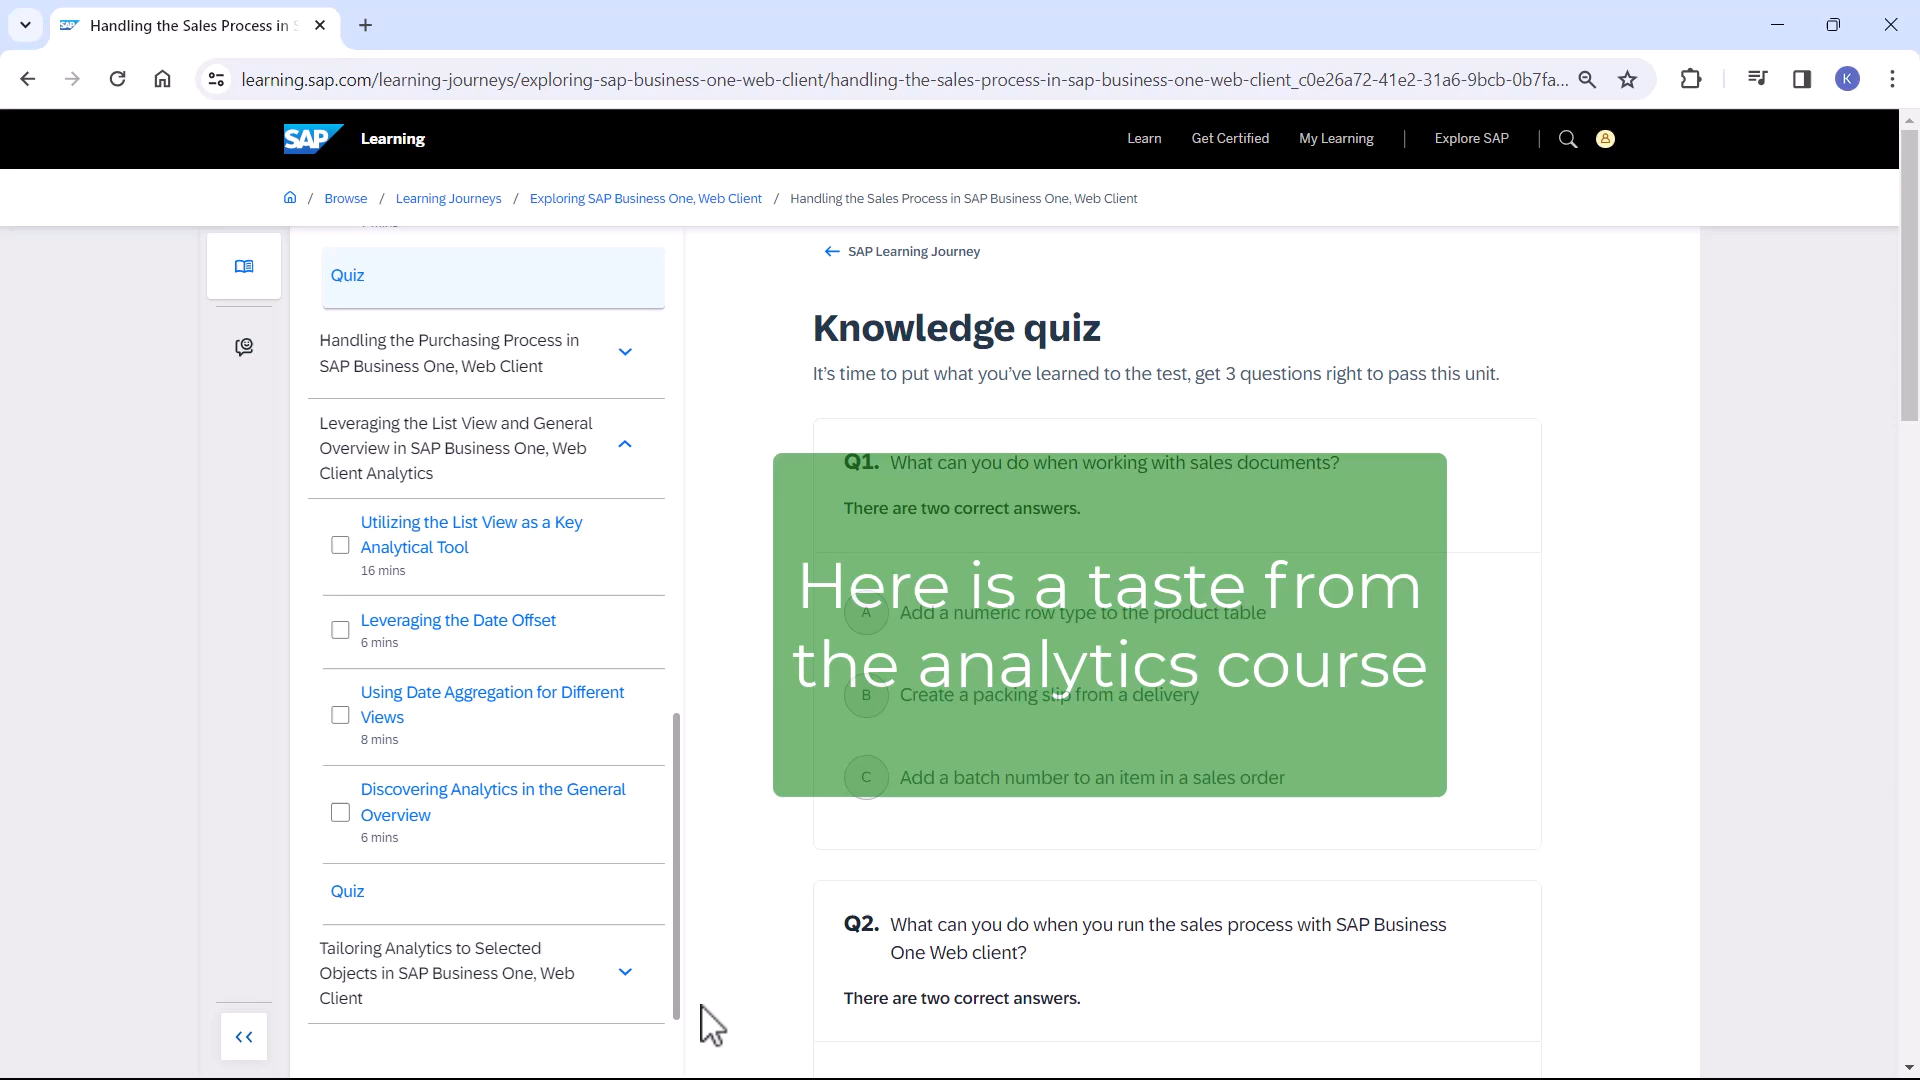 Handling the Sales Process in S
learning.sap.com/learning-journeys/exploring-sap-business-one-web-client/handling-the-sales-process-in-sap-business-one-web-client_c0e26a72-41e2-31a6-9bcb-0b7fa...
K
SAP Learning
Learn Get Certified My Learning | Explore SAP |
/ Browse / Learning Journeys / Exploring SAP Business One, Web Client / Handling the Sales Process in SAP Business One, Web Client
Quiz
Handling the Purchasing Process in
SAP Business One, Web Client
Leveraging the List View and General
Overview in SAP Business One, Web
Client Analytics
Utilizing the List View as a Key
Analytical Tool
16 mins
Leveraging the Date Offset
6 mins
Using Date Aggregation for Different
Views
8 mins
Discovering Analytics in the General
Overview
6 mins
Quiz
Tailoring Analytics to Selected
Objects in SAP Business One, Web
Client
SAP Learning Journey
Knowledge quiz
It's time to put what you've learned to the test, get 3 questions right to pass this unit.
Q1. What can you do when working with sales documents?
There are two correct answers.
Here is a taste from
the analytics course
A Add a numeric row type to the product table
B Create a packing slip from a delivery
C Add a batch number to an item in a sales order
Q2. What can you do when you run the sales process with SAP Business
One Web client?
There are two correct answers.